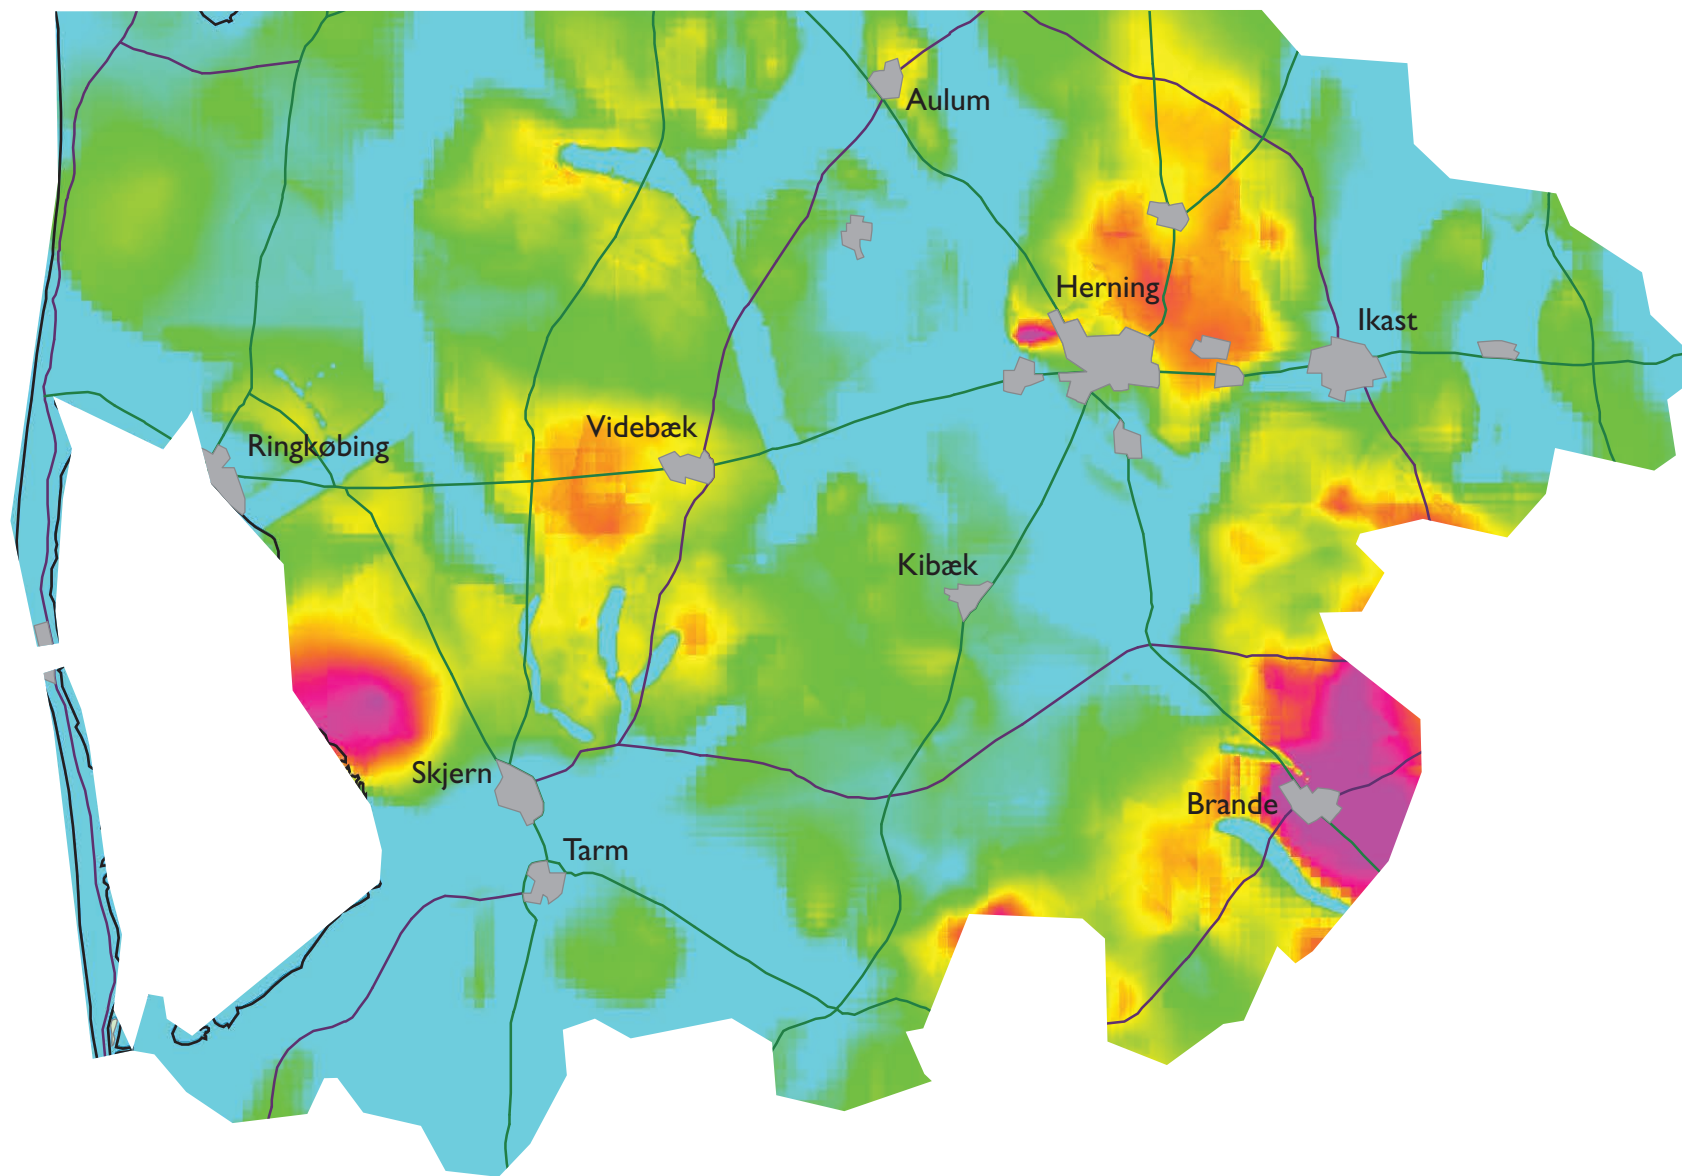 Aulum
Herning
Ikast
Videbæk
Ringkøbing
Kibæk
Skjern
Brande
Tarm